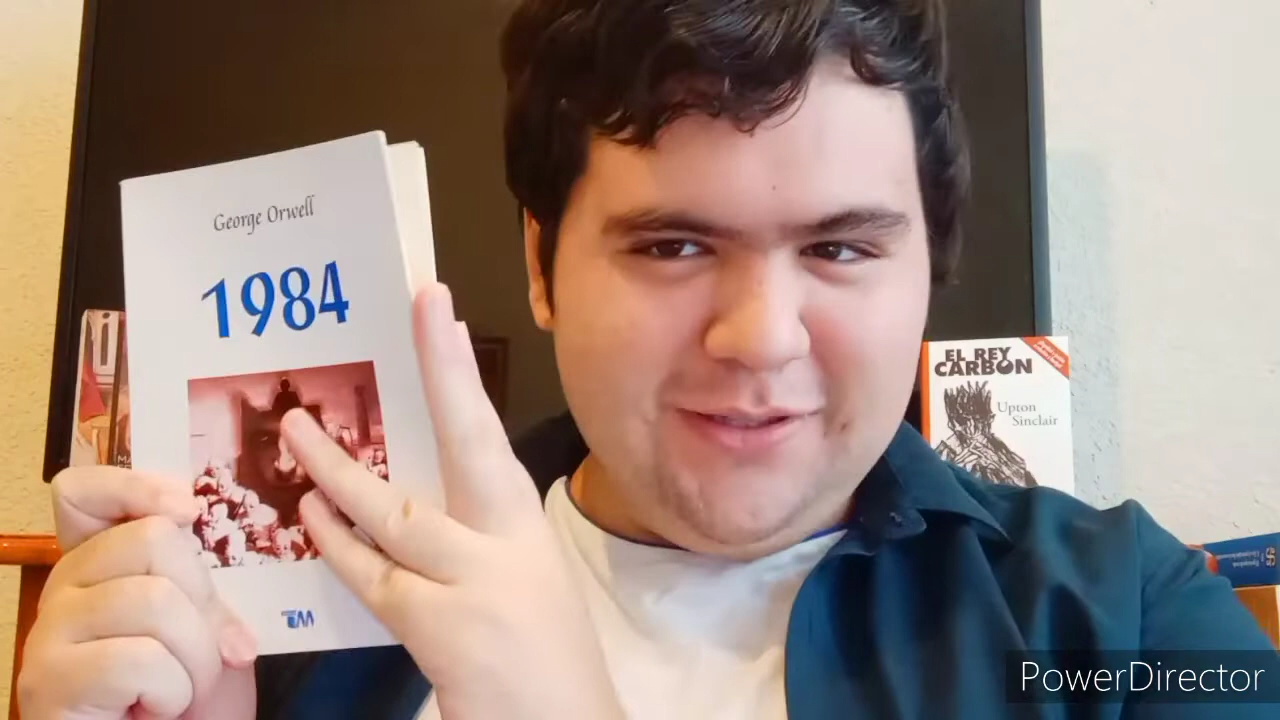 George Orwell
1984
EL REY
CARBÓN
Upton
Sinclair
PowerDirector